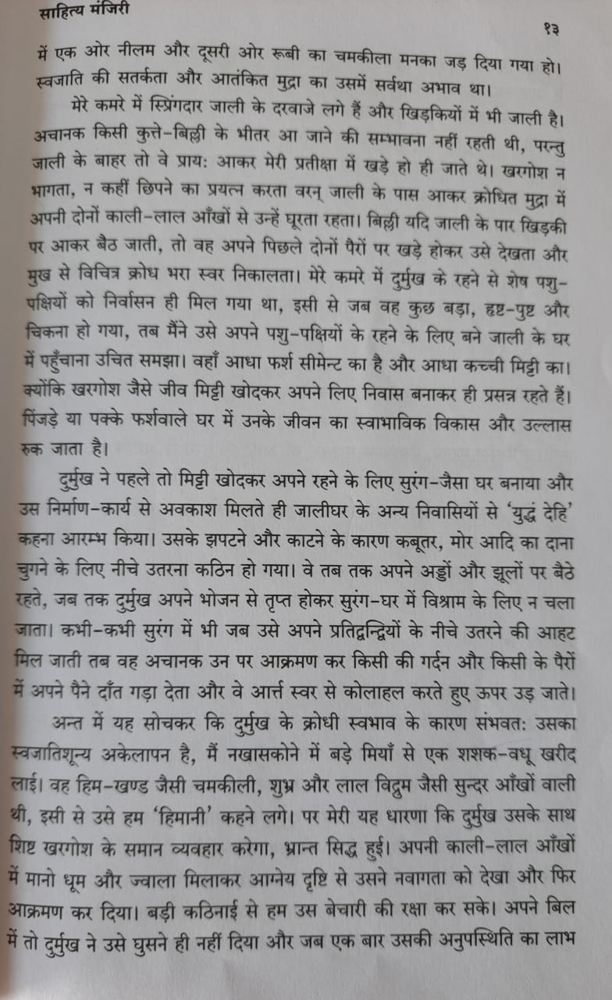 साहित्य मंजिरी
१३
में एक ओर नीलम और दूसरी ओर रूबी का चमकीला मनका जड़ दिया गया हो।
स्वजाति की सतर्कता और आतंकित मुद्रा का उसमें सर्वथा अभाव था।
मेरे कमरे में स्प्रिंगदार जाली के दरवाजे लगे हैं और खिड़कियों में भी जाली है।
अचानक किसी कुत्ते-बिल्ली के भीतर आ जाने की सम्भावना नहीं रहती थी, परन्तु
जाली के बाहर तो वे प्रायः आकर मेरी प्रतीक्षा में खड़े हो ही जाते थे। खरगोश न
भागता, न कहीं छिपने का प्रयत्न करता वरन् जाली के पास आकर क्रोधित मुद्रा में
अपनी दोनों काली-लाल आँखों से उन्हें घूरता रहता। बिल्ली यदि जाली के पार खिड़की
पर आकर बैठ जाती, तो वह अपने पिछले दोनों पैरों पर खड़े होकर उसे देखता और
मुख से विचित्र क्रोध भरा स्वर निकालता। मेरे कमरे में दुर्मुख के रहने से शेष पशु-
पक्षियों को निर्वासन ही मिल गया था, इसी से जब वह कुछ बड़ा, हृष्ट-पुष्ट और
चिकना हो गया, तब मैंने उसे अपने पशु-पक्षियों के रहने के लिए बने जाली के घर
में पहुँचाना उचित समझा। वहाँ आधा फर्श सीमेन्ट का है और आधा कच्ची मिट्टी का।
क्योंकि खरगोश जैसे जीव मिट्टी खोदकर अपने लिए निवास बनाकर ही प्रसन्न रहते हैं।
पिंजड़े या पक्के फर्शवाले घर में उनके जीवन का स्वाभाविक विकास और उल्लास
रुक जाता है।
दुर्मुख ने पहले तो मिट्टी खोदकर अपने रहने के लिए सुरंग-जैसा घर बनाया और
उस निर्माण-कार्य से अवकाश मिलते ही जालीघर के अन्य निवासियों से ‘युद्धं देहि’
कहना आरम्भ किया। उसके झपटने और काटने के कारण कबूतर, मोर आदि का दाना
चुगने के लिए नीचे उतरना कठिन हो गया। वे तब तक अपने अड्डों और झूलों पर बैठे
रहते, जब तक दुर्मुख अपने भोजन से तृप्त होकर सुरंग-घर में विश्राम के लिए न चला
जाता। कभी-कभी सुरंग में भी जब उसे अपने प्रतिद्वन्द्वियों के नीचे उतरने की आहट
मिल जाती तब वह अचानक उन पर आक्रमण कर किसी की गर्दन और किसी के पैरों
में अपने पैने दाँत गड़ा देता और वे आर्त्त स्वर से कोलाहल करते हुए ऊपर उड़ जाते।
अन्त में यह सोचकर कि दुर्मुख के क्रोधी स्वभाव के कारण संभवतः उसका
स्वजातिशून्य अकेलापन है, मैं नखासकोने में बड़े मियाँ से एक शशक-वधू खरीद
लाई। वह हिम-खण्ड जैसी चमकीली, शुभ्र और लाल विद्रुम जैसी सुन्दर आँखों वाली
थी, इसी से उसे हम ‘हिमानी’ कहने लगे। पर मेरी यह धारणा कि दुर्मुख उसके साथ
शिष्ट खरगोश के समान व्यवहार करेगा, भ्रान्त सिद्ध हुई। अपनी काली-लाल आँखों
में मानो धूम और ज्वाला मिलाकर आग्नेय दृष्टि से उसने नवागता को देखा और फिर
आक्रमण कर दिया। बड़ी कठिनाई से हम उस बेचारी की रक्षा कर सके। अपने बिल
में तो दुर्मुख ने उसे घुसने ही नहीं दिया और जब एक बार उसकी अनुपस्थिति का लाभ